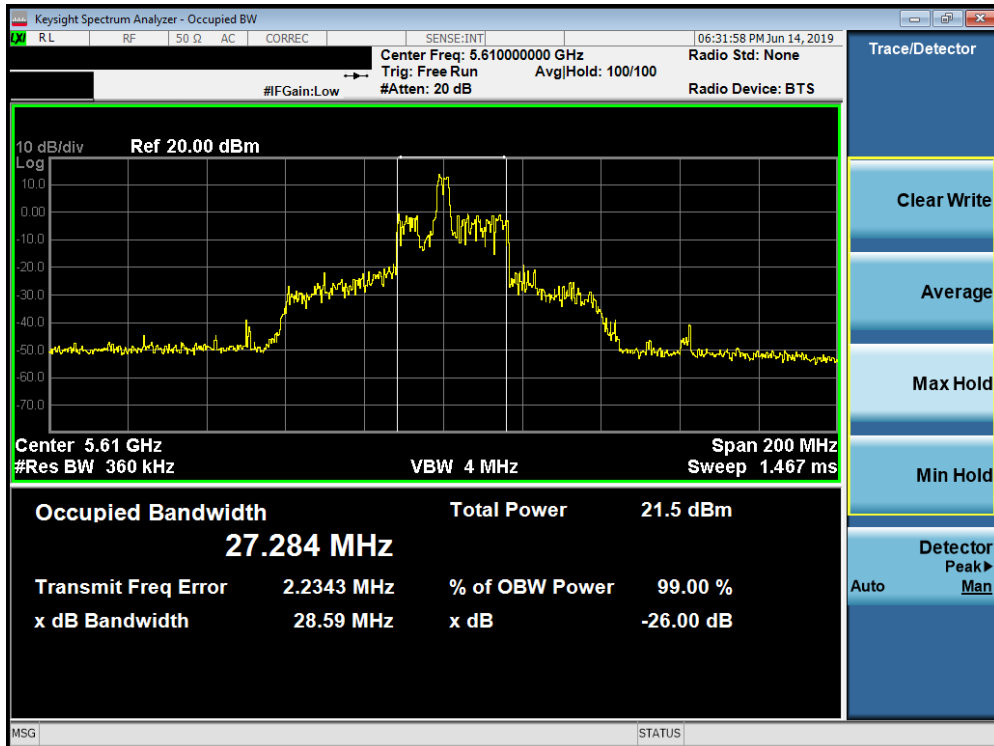 Keysight Spectrum Analyzer - Occupied BW
LXI RL RF 50 Ω AC CORREC SENSE:INT 06:31:58 PM Jun 14, 2019
Center Freq: 5.610000000 GHz Radio Std: None
Trig: Free Run Avg|Hold: 100/100
#IFGain:Low #Atten: 20 dB Radio Device: BTS
Trace/Detector
10 dB/div Ref 20.00 dBm
Log
10.0
0.00
-10.0
-20.0
-30.0
-40.0
-50.0
-60.0
-70.0
Center 5.61 GHz Span 200 MHz
#Res BW 360 kHz VBW 4 MHz Sweep 1.467 ms
Occupied Bandwidth Total Power 21.5 dBm
27.284 MHz
Transmit Freq Error 2.2343 MHz % of OBW Power 99.00 %
x dB Bandwidth 28.59 MHz x dB -26.00 dB
Clear Write
Average
Max Hold
Min Hold
Detector
Peak▶
Auto Man
MSG STATUS